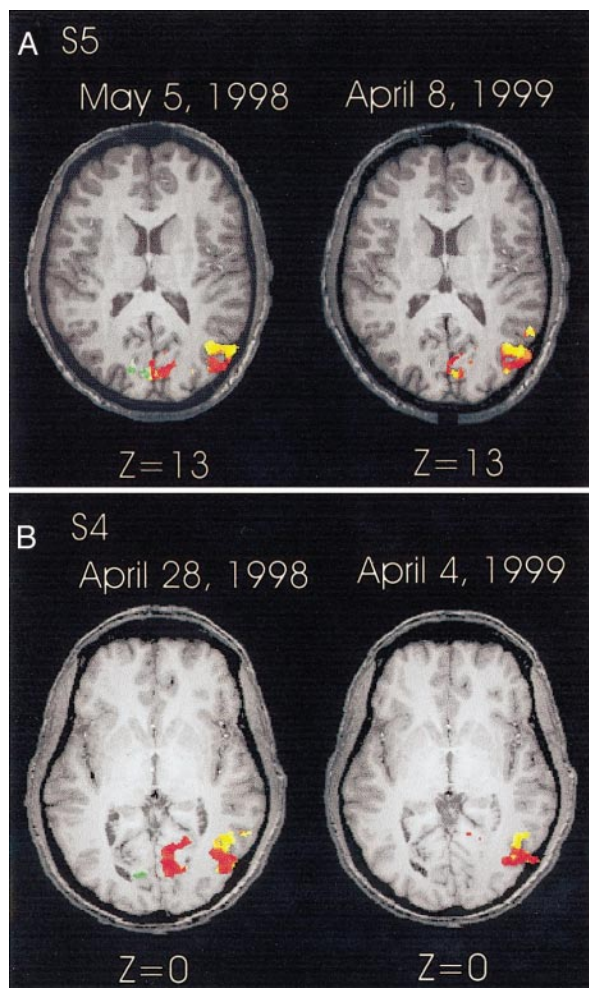 A S5
May 5, 1998 April 8, 1999
Z=13 Z=13
B S4
April 28, 1998 April 4, 1999
Z=0 Z=0